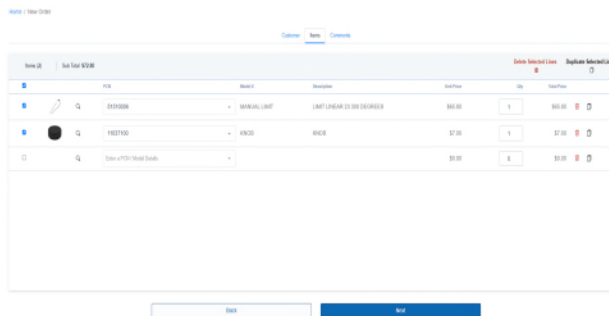 Home / New Order
Customer Items Comments
Items (2) Sub Total: $72.00 Delete Selected Lines Duplicate Selected Li
PCN Model # Description Unit Price Qty Total Price
MANUAL LIMIT LIMIT LINEAR 23 300 DEGREES $65.00 1 $65.00
11037100 KNOB KNOB $7.00 1 $7.00
Enter a PCN / Model Details $0.00 0 $0.00
Back Next